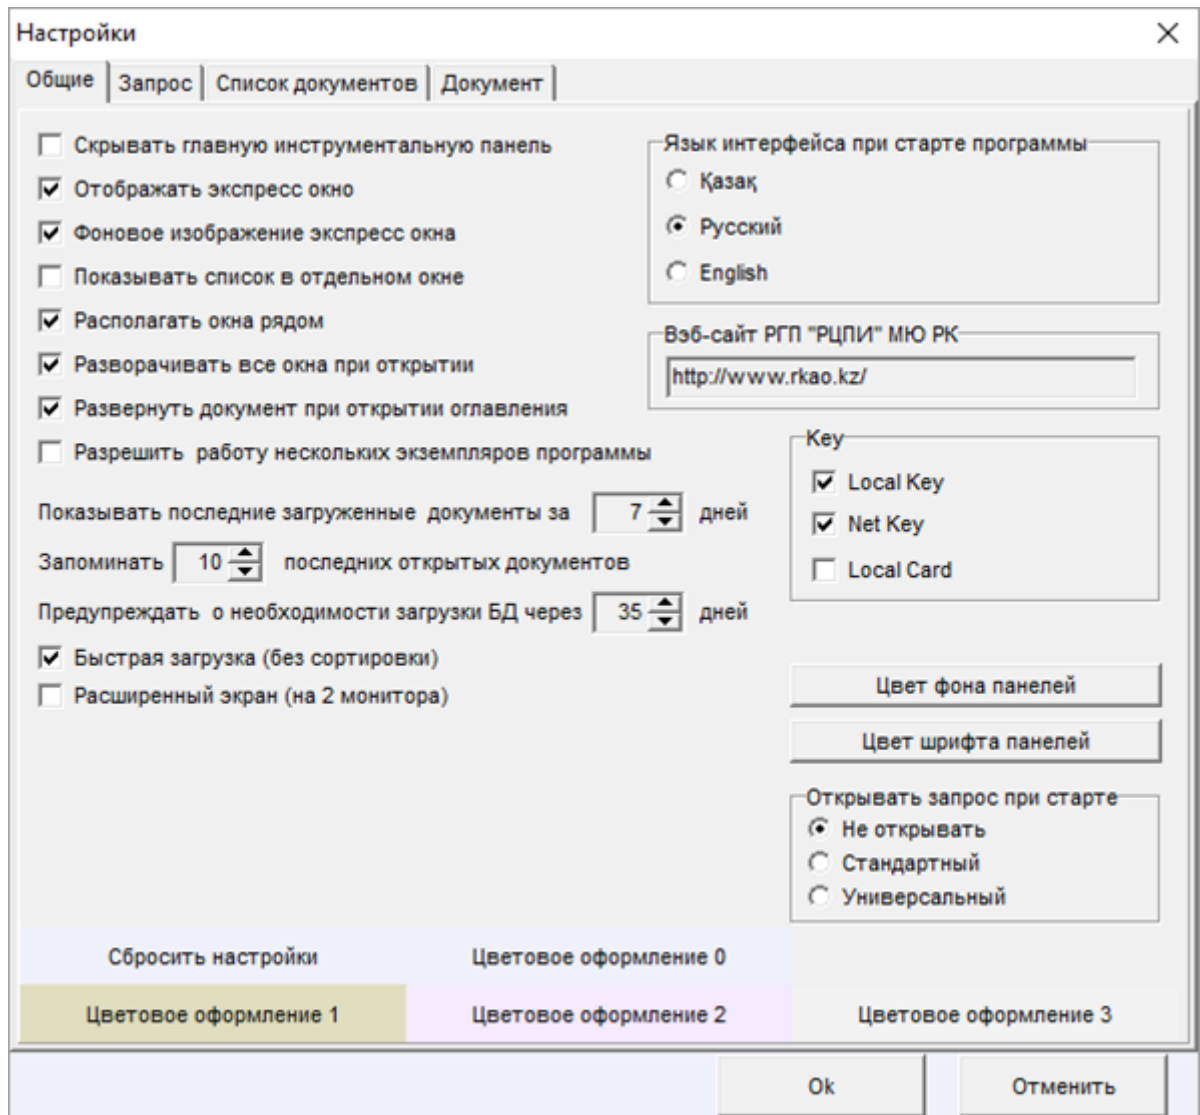 Настройки
Общие Запрос Список документов Документ
Скрывать главную инструментальную панель
Отображать экспресс окно
Фоновое изображение экспресс окна
Показывать список в отдельном окне
Располагать окна рядом
Разворачивать все окна при открытии
Развернуть документ при открытии оглавления
Разрешить работу нескольких экземпляров программы
Показывать последние загруженные документы за 7 дней
Запоминать 10 последних открытых документов
Предупреждать о необходимости загрузки БД через 35 дней
Быстрая загрузка (без сортировки)
Расширенный экран (на 2 монитора)
Язык интерфейса при старте программы
Қазақ
Русский
English
Вэб-сайт РГП "РЦПИ" МЮ РК
http://www.rkao.kz/
Key
Local Key
Net Key
Local Card
Цвет фона панелей
Цвет шрифта панелей
Открывать запрос при старте
Не открывать
Стандартный
Универсальный
Сбросить настройки Цветовое оформление 0
Цветовое оформление 1 Цветовое оформление 2 Цветовое оформление 3
Ok Отменить